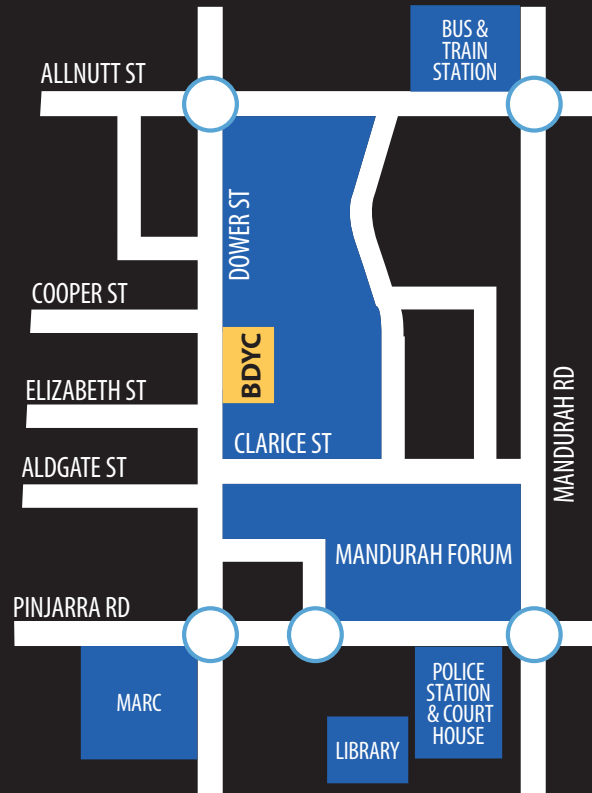 BUS &
TRAIN
STATION
ALLNUTT ST
DOWER ST
COOPER ST
BDYC
ELIZABETH ST
MANDURAH RD
CLARICE ST
ALDGATE ST
MANDURAH FORUM
PINJARRA RD
MARC
POLICE
STATION
& COURT
HOUSE
LIBRARY